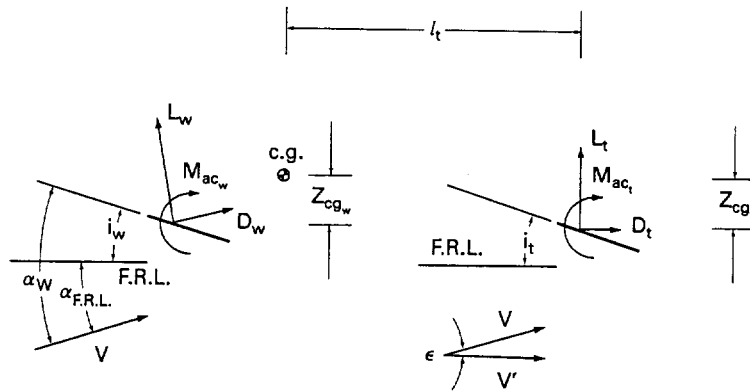 l_t
L_w
c.g.
M_ac_w
Z_cg_w
D_w
i_w
F.R.L.
α_w
α_F.R.L.
V
L_t
M_ac_t
Z_cg
D_t
i_t
F.R.L.
ϵ
V
V'